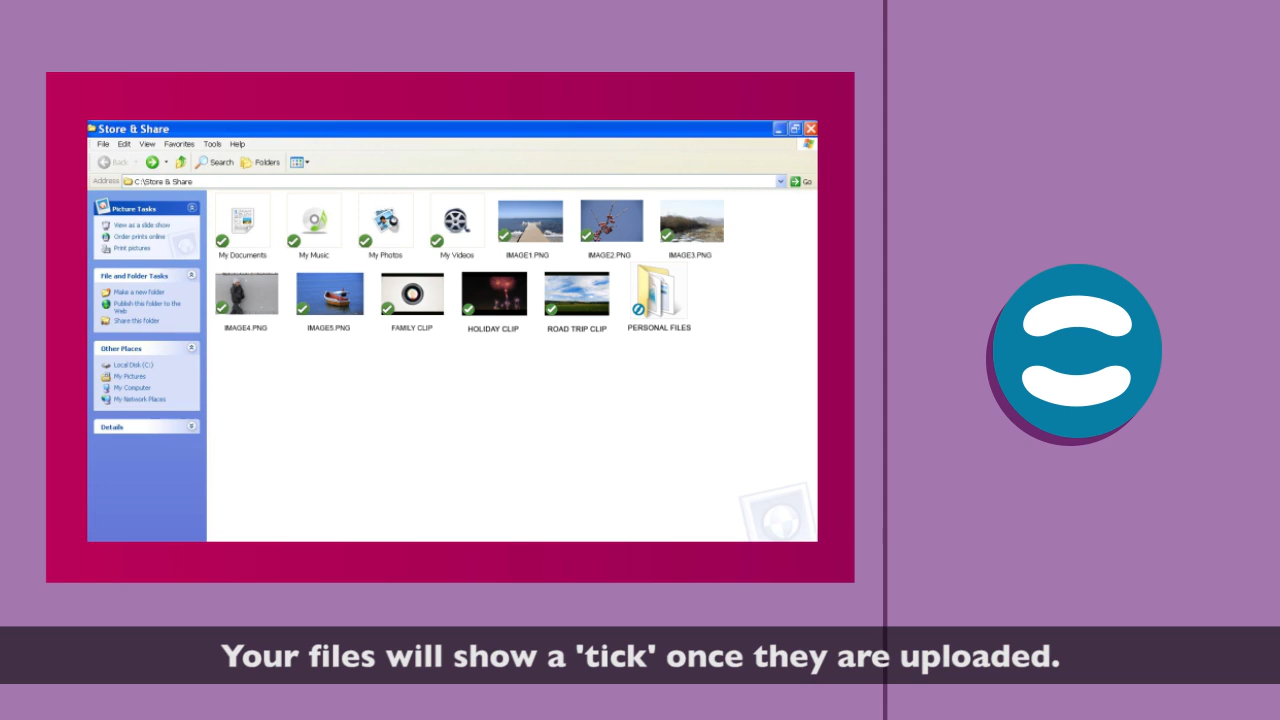 Store & Share
File Edit View Favorites Tools Help
Back Search Folders
Address C:\Store & Share Go
Picture Tasks
View as a slide show
Order prints online
Print pictures
File and Folder Tasks
Make a new folder
Publish this folder to the
Web
Share this folder
Other Places
Local Disk (C:)
My Pictures
My Computer
My Network Places
Details
My Documents My Music My Photos My Videos IMAGE1.PNG IMAGE2.PNG IMAGE3.PNG
IMAGE4.PNG IMAGE5.PNG FAMILY CLIP HOLIDAY CLIP ROAD TRIP CLIP PERSONAL FILES
Your files will show a 'tick' once they are uploaded.